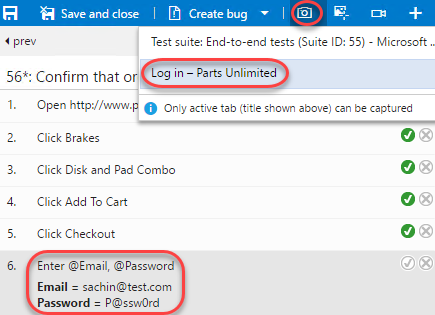 Save and close
Create bug
prev
Test suite: End-to-end tests (Suite ID: 55) - Microsoft ...
Log in – Parts Unlimited
Only active tab (title shown above) can be captured
56*: Confirm that or
1. Open http://www.p
2. Click Brakes
3. Click Disk and Pad Combo
4. Click Add To Cart
5. Click Checkout
6. Enter @Email, @Password
Email = sachin@test.com
Password = P@ssw0rd